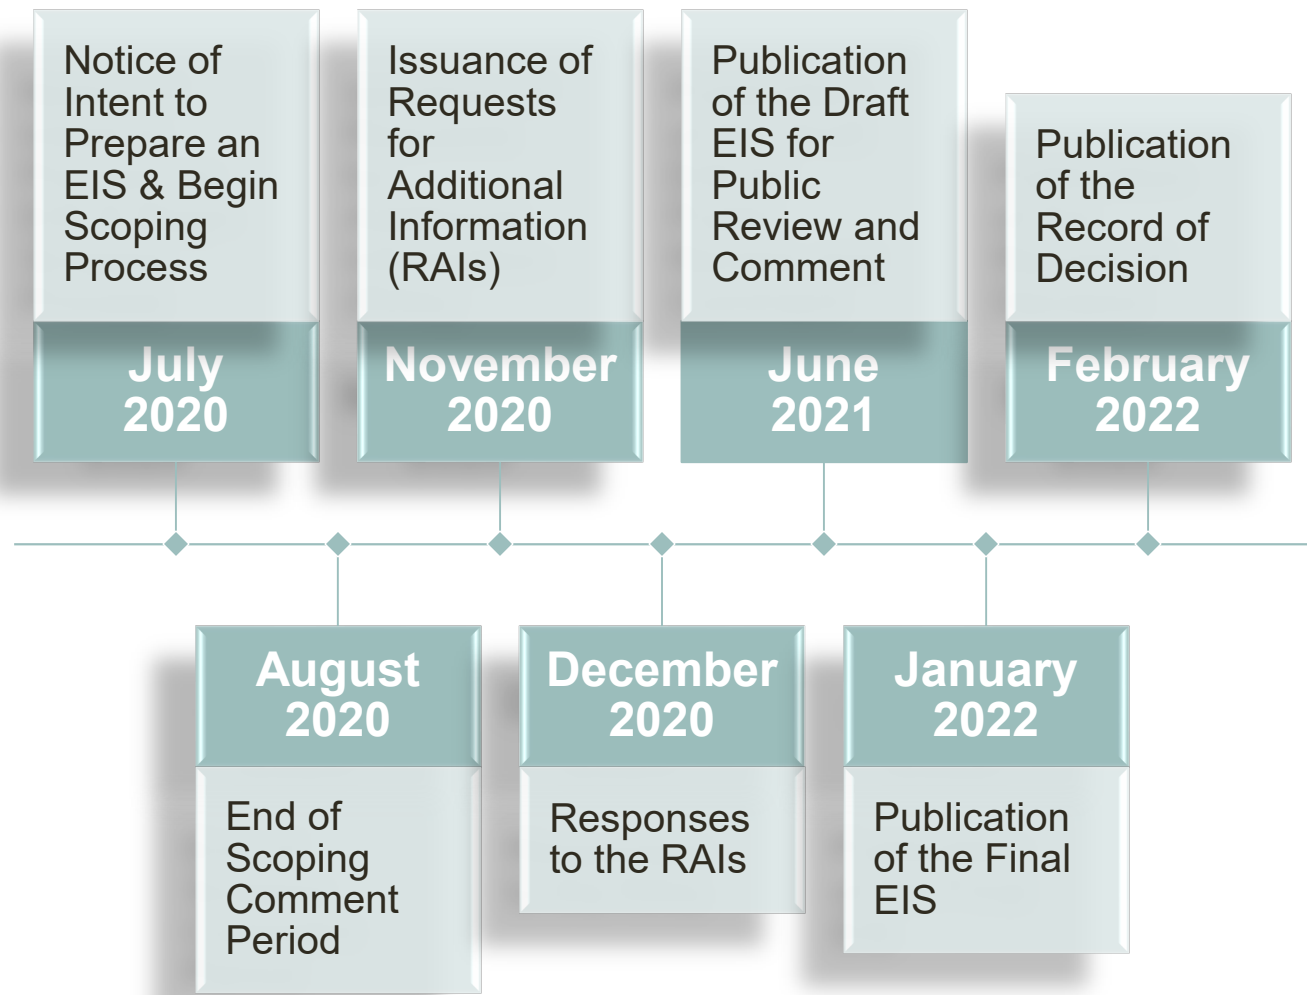 Notice of
Intent to
Prepare an
EIS & Begin
Scoping
Process
July
2020
August
2020
End of
Scoping
Comment
Period
Issuance of
Requests
for
Additional
Information
(RAIs)
November
2020
December
2020
Responses
to the RAIs
Publication
of the Draft
EIS for
Public
Review and
Comment
June
2021
January
2022
Publication
of the Final
EIS
Publication
of the
Record of
Decision
February
2022